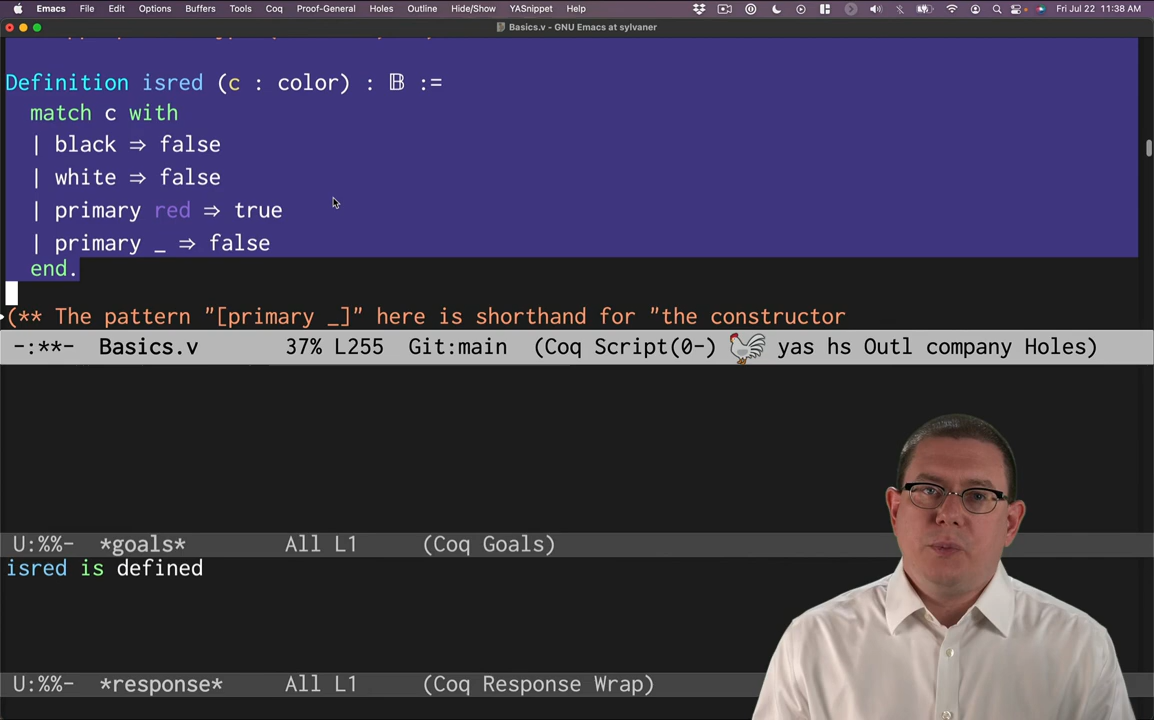 Emacs File Edit Options Buffers Tools Coq Proof-General Holes Outline Hide/Show YASnippet Help Fri Jul 22 11:38 AM
Basics.v - GNU Emacs at sylvaner
Definition isred (c : color) : 𝔹 :=
match c with
| black ⇒ false
| white ⇒ false
| primary red ⇒ true
| primary _ ⇒ false
end.
(** The pattern "[primary _]" here is shorthand for "the constructor
-:**- Basics.v 37% L255 Git:main (Coq Script(0-) yas hs Outl company Holes)
U:%%- *goals* All L1 (Coq Goals)
isred is defined
U:%%- *response* All L1 (Coq Response Wrap)